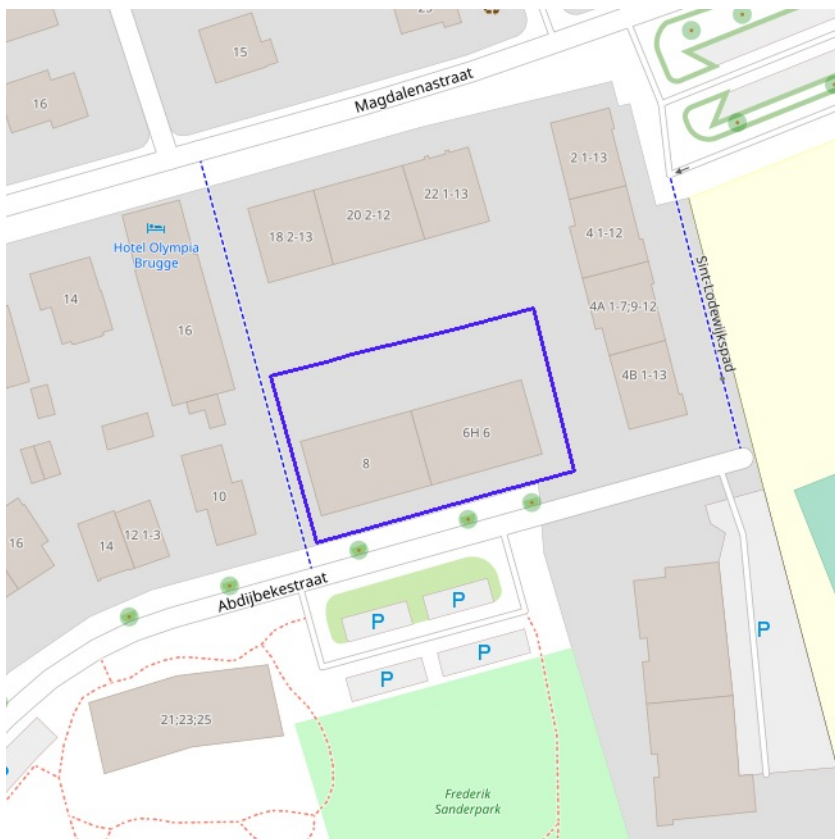 15
16
Magdalenastraat
2 1-13
22 1-13
20 2-12
18 2-13
4 1-12
Hotel Olympia
Brugge
14
16
4A 1-7;9-12
Sint-Lodewijkspad
4B 1-13
6H 6
8
10
16
14
12 1-3
Abdijbekestraat
P
P
P
P
P
21;23;25
Frederik
Sanderpark